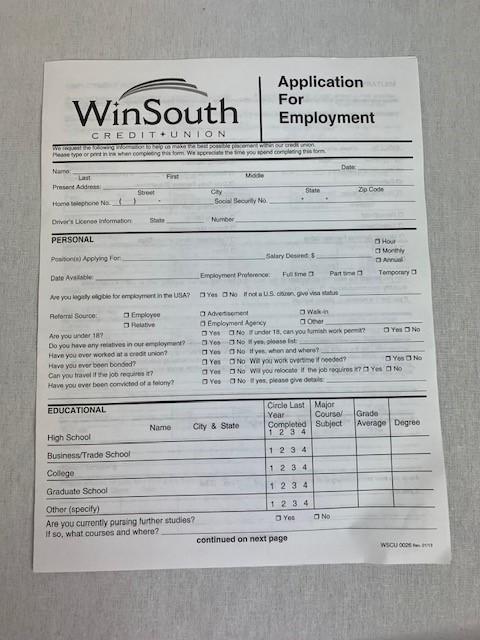 WinSouth
CREDIT UNION
Application
For
Employment
We request the following information to help us make the best possible placement within our credit union.
Please type or print in ink when completing this form. We appreciate the time you spend completing this form.
Name: Date:
Last First Middle
Present Address:
Street City State Zip Code
Home telephone No. ( ) - Social Security No. - -
Driver's License Information: State Number
PERSONAL
Position(s) Applying For: Salary Desired: $ Hour
Monthly
Annual
Date Available: Employment Preference: Full time Part time Temporary
Are you legally eligible for employment in the USA? Yes No If not a U.S. citizen, give visa status
Referral Source: Employee Advertisement Walk-in
Relative Employment Agency Other
Are you under 18? Yes No If under 18, can you furnish work permit? Yes No
Do you have any relatives in our employment? Yes No If yes, please list:
Have you ever worked at a credit union? Yes No If yes, when and where?
Have you ever been bonded? Yes No Will you work overtime if needed? Yes No
Can you travel if the job requires it? Yes No Will you relocate if the job requires it? Yes No
Have you ever been convicted of a felony? Yes No If yes, please give details:
EDUCATIONAL
Name City & State
Circle Last Year Completed
Major Course/ Subject
Grade Average
Degree
High School 1 2 3 4
Business/Trade School 1 2 3 4
College 1 2 3 4
Graduate School 1 2 3 4
Other (specify) 1 2 3 4
Are you currently pursing further studies? Yes No
If so, what courses and where?
continued on next page
WSCU 0026 Rev. 01/13